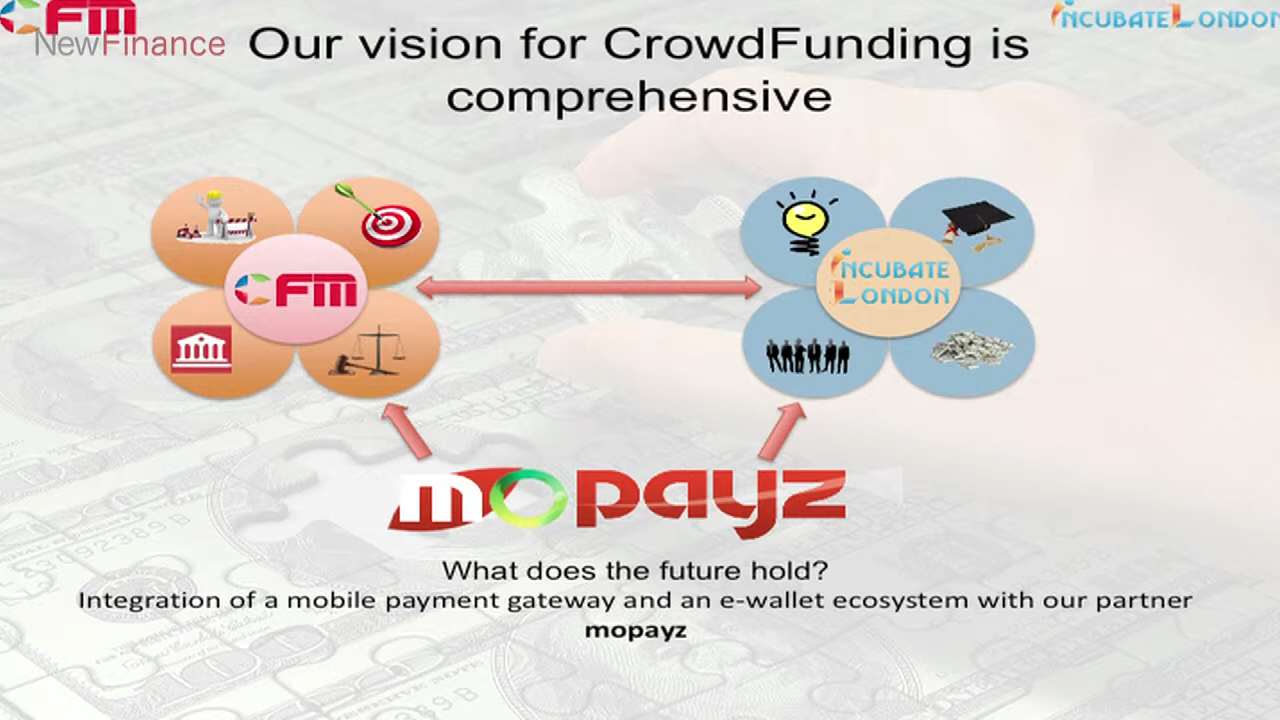 CFM
NewFinance
INCUBATE LONDON
Our vision for CrowdFunding is
comprehensive
CFM
INCUBATE
LONDON
mopayz
What does the future hold?
Integration of a mobile payment gateway and an e-wallet ecosystem with our partner
mopayz